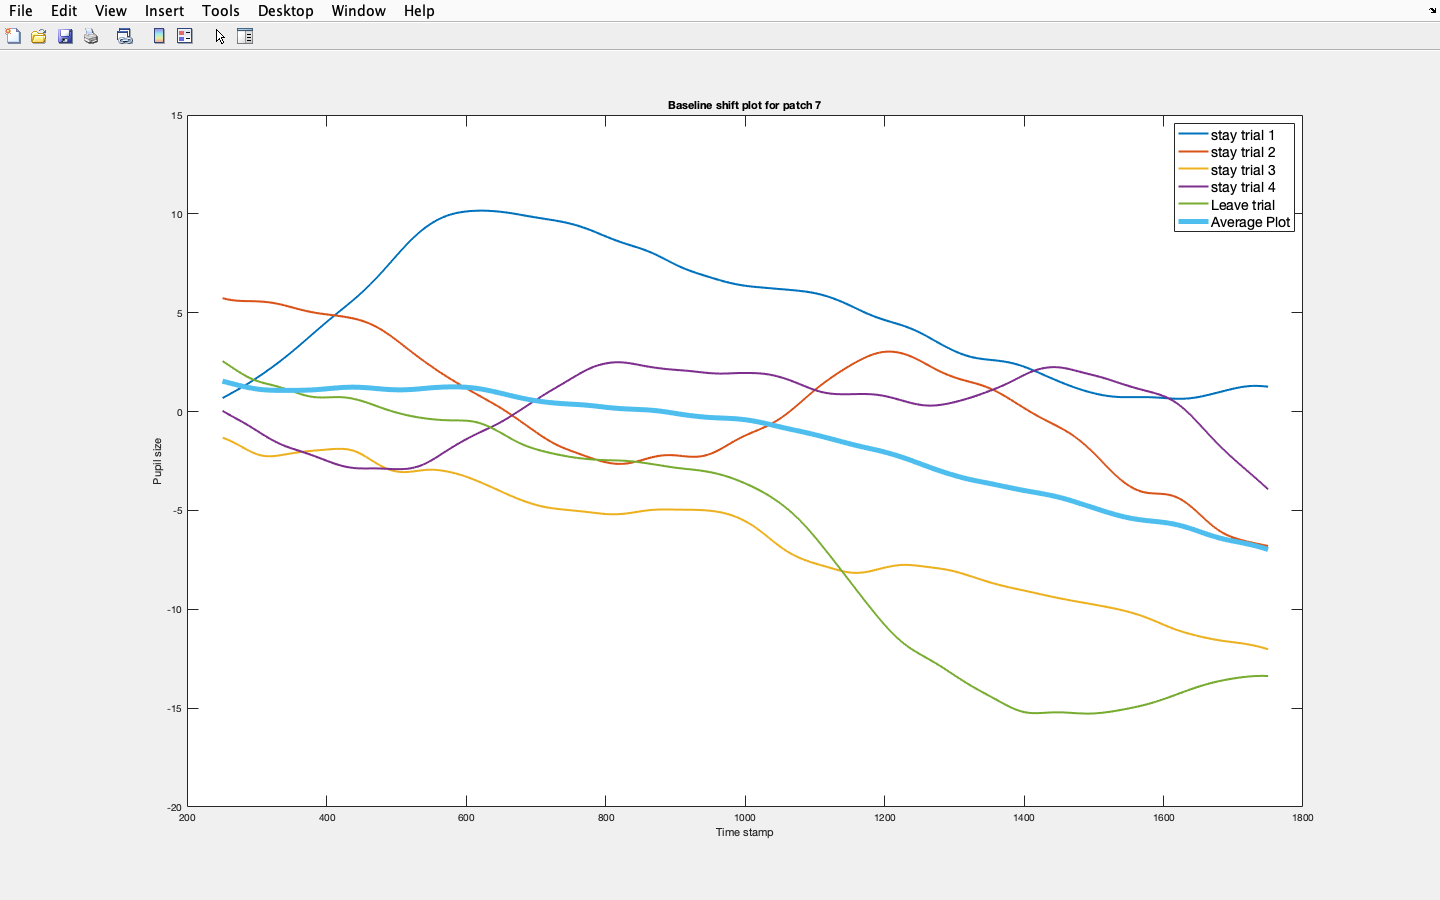 File Edit View Insert Tools Desktop Window Help
Baseline shift plot for patch 7
15
10
5
0
-5
-10
-15
-20
Pupil size
stay trial 1
stay trial 2
stay trial 3
stay trial 4
Leave trial
Average Plot
200 400 600 800 1000 1200 1400 1600 1800
Time stamp